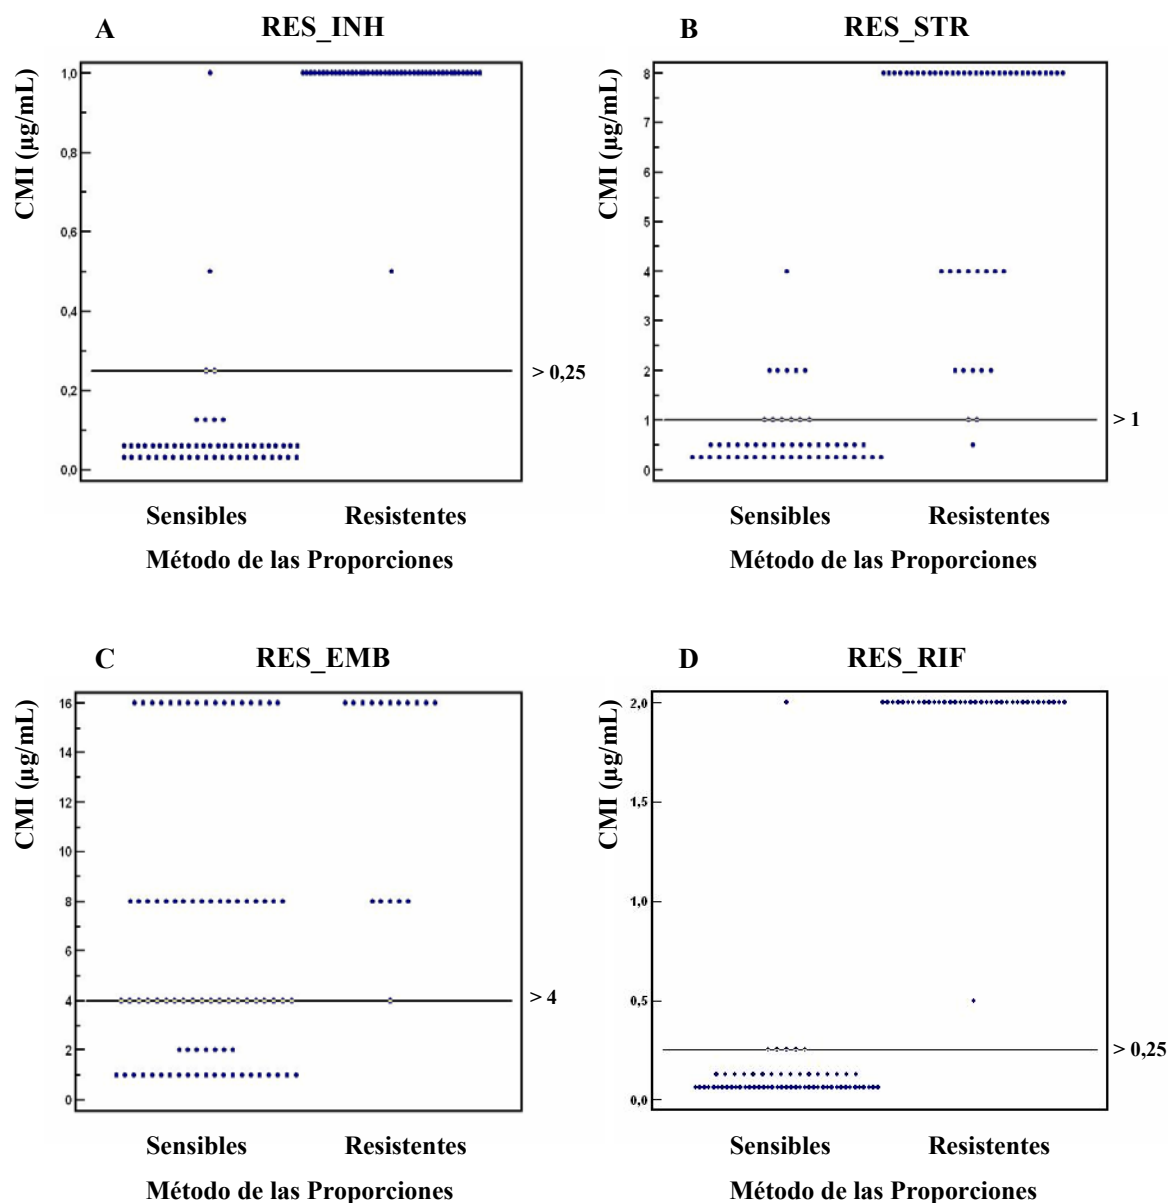 A RES_INH
CMI (µg/mL)
1,0
0,8
0,6
0,4
0,2
0,0
> 0,25
Sensibles Resistentes
Método de las Proporciones
B RES_STR
CMI (µg/mL)
8
7
6
5
4
3
2
1
0
> 1
Sensibles Resistentes
Método de las Proporciones
C RES_EMB
CMI (µg/mL)
16
14
12
10
8
6
4
2
0
> 4
Sensibles Resistentes
Método de las Proporciones
D RES_RIF
CMI (µg/mL)
2,0
1,5
1,0
0,5
0,0
> 0,25
Sensibles Resistentes
Método de las Proporciones